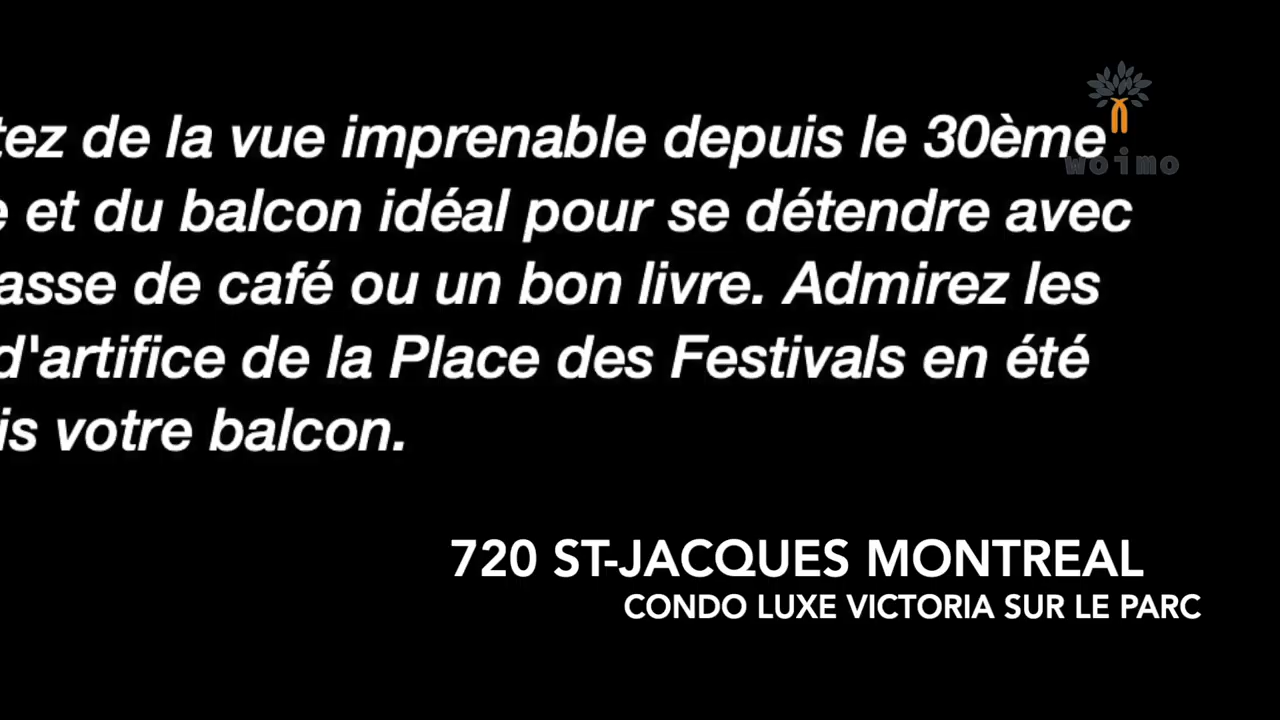 tez de la vue imprenable depuis le 30ème
woimo
e et du balcon idéal pour se détendre avec
asse de café ou un bon livre. Admirez les
d'artifice de la Place des Festivals en été
is votre balcon.
720 ST-JACQUES MONTREAL
CONDO LUXE VICTORIA SUR LE PARC